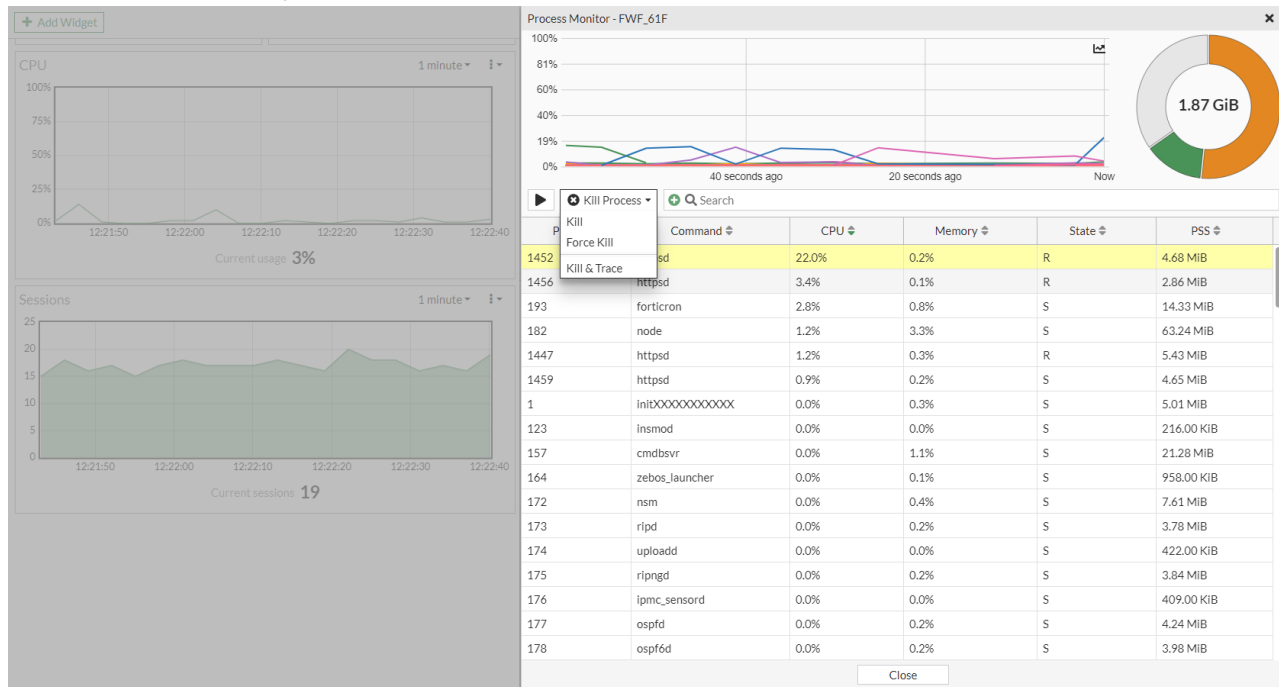 + Add Widget
CPU
1 minute
100%
75%
50%
25%
0%
12:21:50 12:22:00 12:22:10 12:22:20 12:22:30 12:22:40
Current usage 3%
Sessions
1 minute
25
20
15
10
5
0
12:21:50 12:22:00 12:22:10 12:22:20 12:22:30 12:22:40
Current sessions 19
Process Monitor - FWF_61F
100%
81%
60%
40%
19%
0%
40 seconds ago 20 seconds ago Now
1.87 GiB
Kill Process Search
Kill
Force Kill
Kill & Trace
P Command CPU Memory State PSS
1452 sd 22.0% 0.2% R 4.68 MiB
1456 httpsd 3.4% 0.1% R 2.86 MiB
193 forticron 2.8% 0.8% S 14.33 MiB
182 node 1.2% 3.3% S 63.24 MiB
1447 httpsd 1.2% 0.3% R 5.43 MiB
1459 httpsd 0.9% 0.2% S 4.65 MiB
1 initXXXXXXXXXXX 0.0% 0.3% S 5.01 MiB
123 insmod 0.0% 0.0% S 216.00 KiB
157 cmdbsvr 0.0% 1.1% S 21.28 MiB
164 zebos_launcher 0.0% 0.1% S 958.00 KiB
172 nsm 0.0% 0.4% S 7.61 MiB
173 ripd 0.0% 0.2% S 3.78 MiB
174 uploadd 0.0% 0.0% S 422.00 KiB
175 ripngd 0.0% 0.2% S 3.84 MiB
176 ipmc_sensord 0.0% 0.0% S 409.00 KiB
177 ospfd 0.0% 0.2% S 4.24 MiB
178 ospf6d 0.0% 0.2% S 3.98 MiB
Close